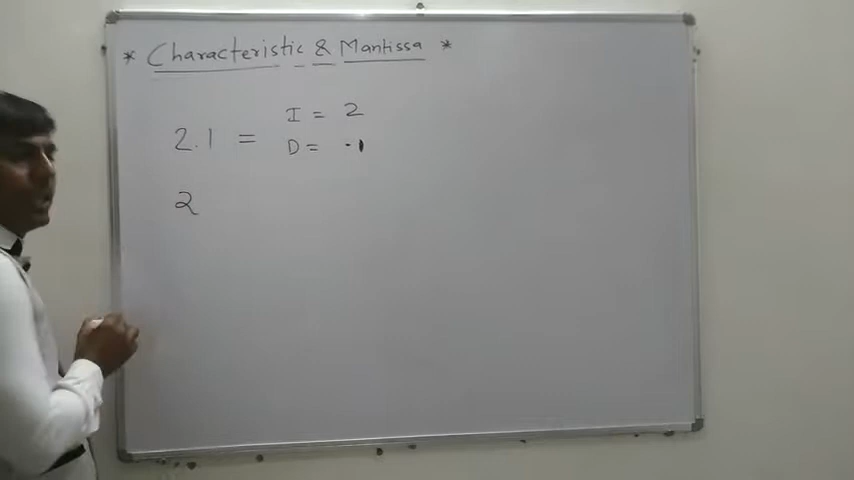 * Characteristic & Mantissa *
I = 2
2.1 =
D = .1
2